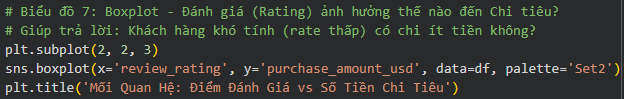 # Biểu đồ 7: Boxplot - Đánh giá (Rating) ảnh hưởng thế nào đến Chi tiêu?
# Giúp trả lời: Khách hàng khó tính (rate thấp) có chi ít tiền không?
plt.subplot(2, 2, 3)
sns.boxplot(x='review_rating', y='purchase_amount_usd', data=df, palette='Set2')
plt.title('Mối Quan Hệ: Điểm Đánh Giá vs Số Tiền Chi Tiêu')